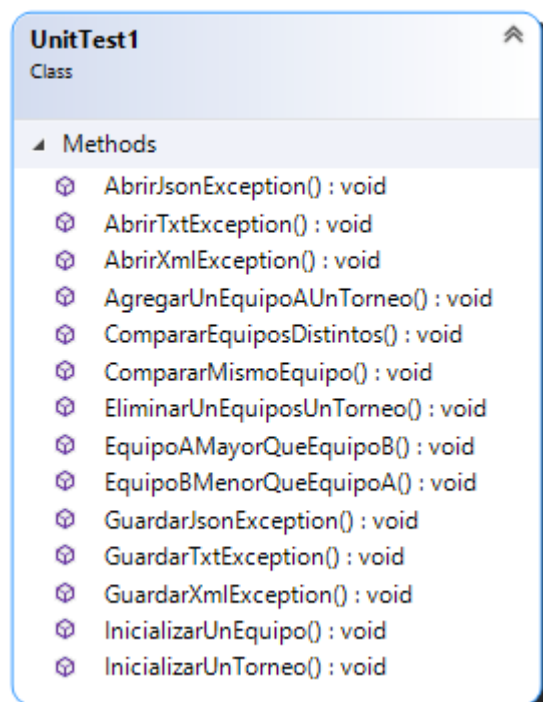 UnitTest1
Class
Methods
AbrirJsonException() : void
AbrirTxtException() : void
AbrirXmlException() : void
AgregarUnEquipoAUnTorneo() : void
CompararEquiposDistintos() : void
CompararMismoEquipo() : void
EliminarUnEquiposUnTorneo() : void
EquipoAMayorQueEquipoB() : void
EquipoBMenorQueEquipoA() : void
GuardarJsonException() : void
GuardarTxtException() : void
GuardarXmlException() : void
InicializarUnEquipo() : void
InicializarUnTorneo() : void